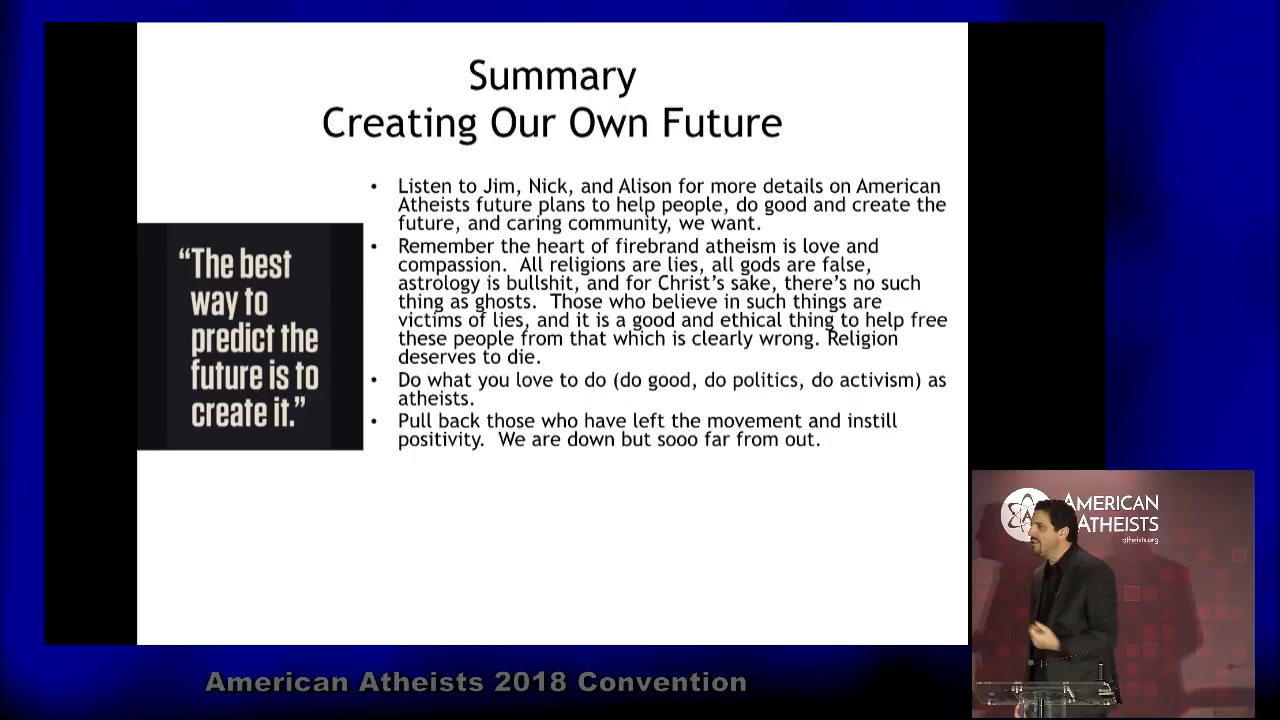 Summary
Creating Our Own Future
• Listen to Jim, Nick, and Alison for more details on American
Atheists future plans to help people, do good and create the
future, and caring community, we want.
• Remember the heart of firebrand atheism is love and
compassion.  All religions are lies, all gods are false,
astrology is bullshit, and for Christ's sake, there's no such
thing as ghosts.  Those who believe in such things are
victims of lies, and it is a good and ethical thing to help free
these people from that which is clearly wrong. Religion
deserves to die.
• Do what you love to do (do good, do politics, do activism) as
atheists.
• Pull back those who have left the movement and instill
positivity.  We are down but sooo far from out.
“The best
way to
predict the
future is to
create it.”
AMERICAN
ATHEISTS
atheists.org
American Atheists 2018 Convention